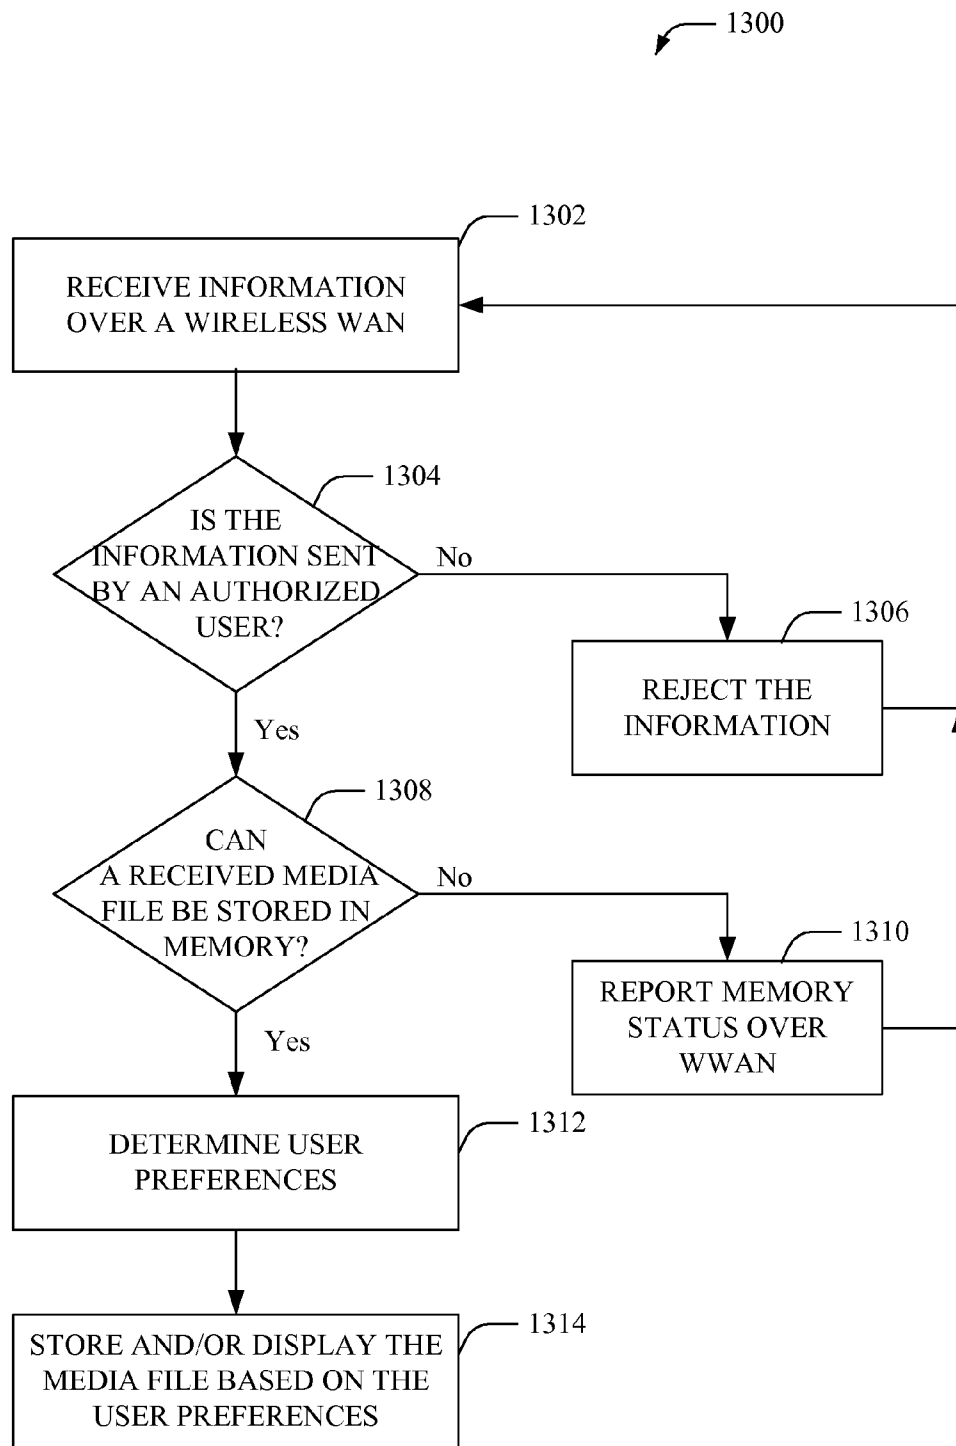 1300
1302
RECEIVE INFORMATION
OVER A WIRELESS WAN
1304
IS THE
INFORMATION SENT
BY AN AUTHORIZED
USER?
No
1306
REJECT THE
INFORMATION
Yes
1308
CAN
A RECEIVED MEDIA
FILE BE STORED IN
MEMORY?
No
1310
REPORT MEMORY
STATUS OVER
WWAN
Yes
1312
DETERMINE USER
PREFERENCES
1314
STORE AND/OR DISPLAY THE
MEDIA FILE BASED ON THE
USER PREFERENCES